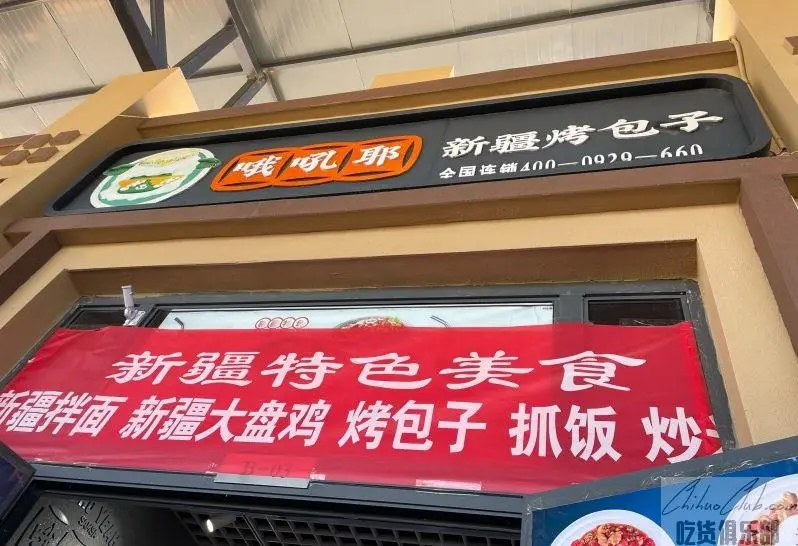 哦吼耶
新疆烤包子
全国连锁400—0929—660
新疆特色美食
新疆拌面 新疆大盘鸡 烤包子 抓饭 炒
B-03
ChihuoClub.com
吃货俱乐部